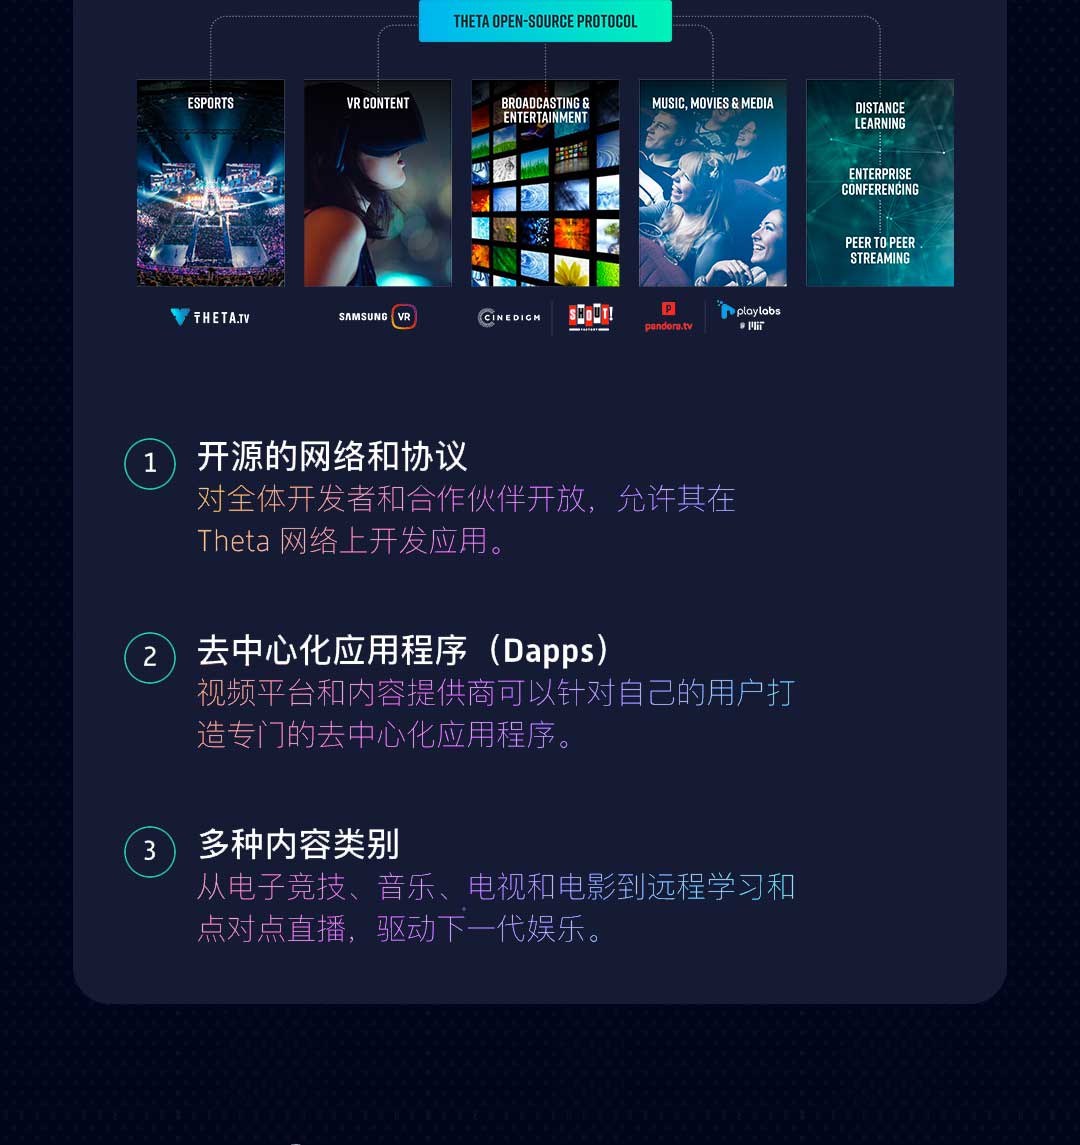 THETA OPEN-SOURCE PROTOCOL
ESPORTS
VR CONTENT
BROADCASTING &
ENTERTAINMENT
MUSIC, MOVIES & MEDIA
DISTANCE
LEARNING
ENTERPRISE
CONFERENCING
PEER TO PEER
STREAMING
THETA.TV
SAMSUNG VR
CINEDIGM
SHOUT!
FACTORY
P
pandora.tv
playlabs
@ MIT
1
开源的网络和协议
对全体开发者和合作伙伴开放，允许其在
Theta 网络上开发应用。
2
去中心化应用程序（Dapps）
视频平台和内容提供商可以针对自己的用户打
造专门的去中心化应用程序。
3
多种内容类别
从电子竞技、音乐、电视和电影到远程学习和
点对点直播，驱动下一代娱乐。